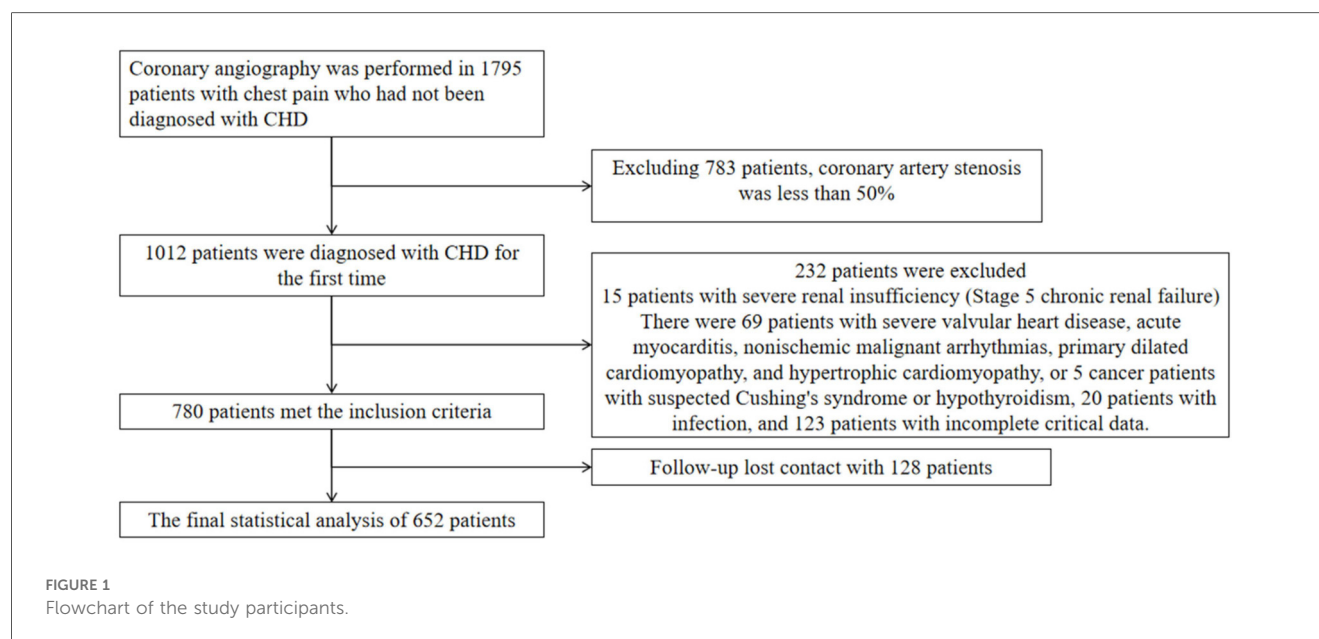 Coronary angiography was performed in 1795
patients with chest pain who had not been
diagnosed with CHD
Excluding 783 patients, coronary artery stenosis
was less than 50%
1012 patients were diagnosed with CHD for
the first time
232 patients were excluded
15 patients with severe renal insufficiency (Stage 5 chronic renal failure)
There were 69 patients with severe valvular heart disease, acute
myocarditis, nonischemic malignant arrhythmias, primary dilated
cardiomyopathy, and hypertrophic cardiomyopathy, or 5 cancer patients
with suspected Cushing's syndrome or hypothyroidism, 20 patients with
infection, and 123 patients with incomplete critical data.
780 patients met the inclusion criteria
Follow-up lost contact with 128 patients
The final statistical analysis of 652 patients
FIGURE 1
Flowchart of the study participants.